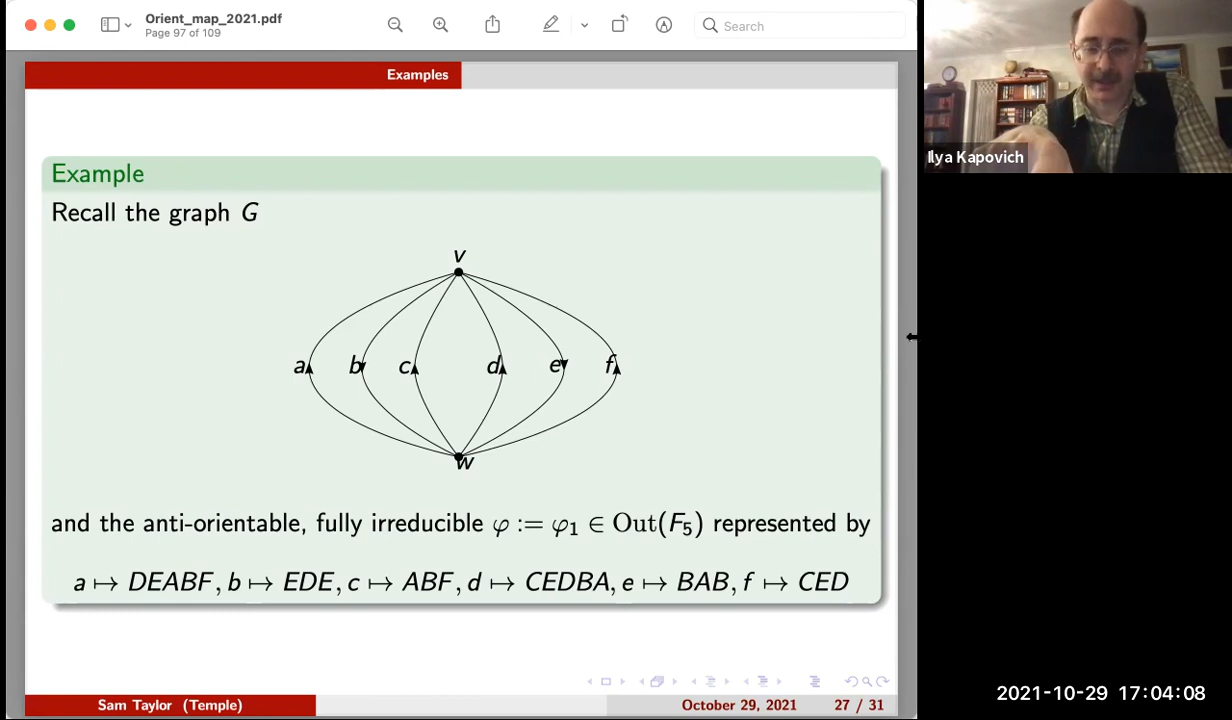 Orient_map_2021.pdf
Page 97 of 109
Search
Examples
Example
Recall the graph G
v
a b c d e f
w
and the anti-orientable, fully irreducible φ := φ₁ ∈ Out(F₅) represented by
a ↦ DEABF, b ↦ EDE, c ↦ ABF, d ↦ CEDBA, e ↦ BAB, f ↦ CED
Sam Taylor (Temple)
October 29, 2021
27 / 31
Ilya Kapovich
2021-10-29 17:04:08